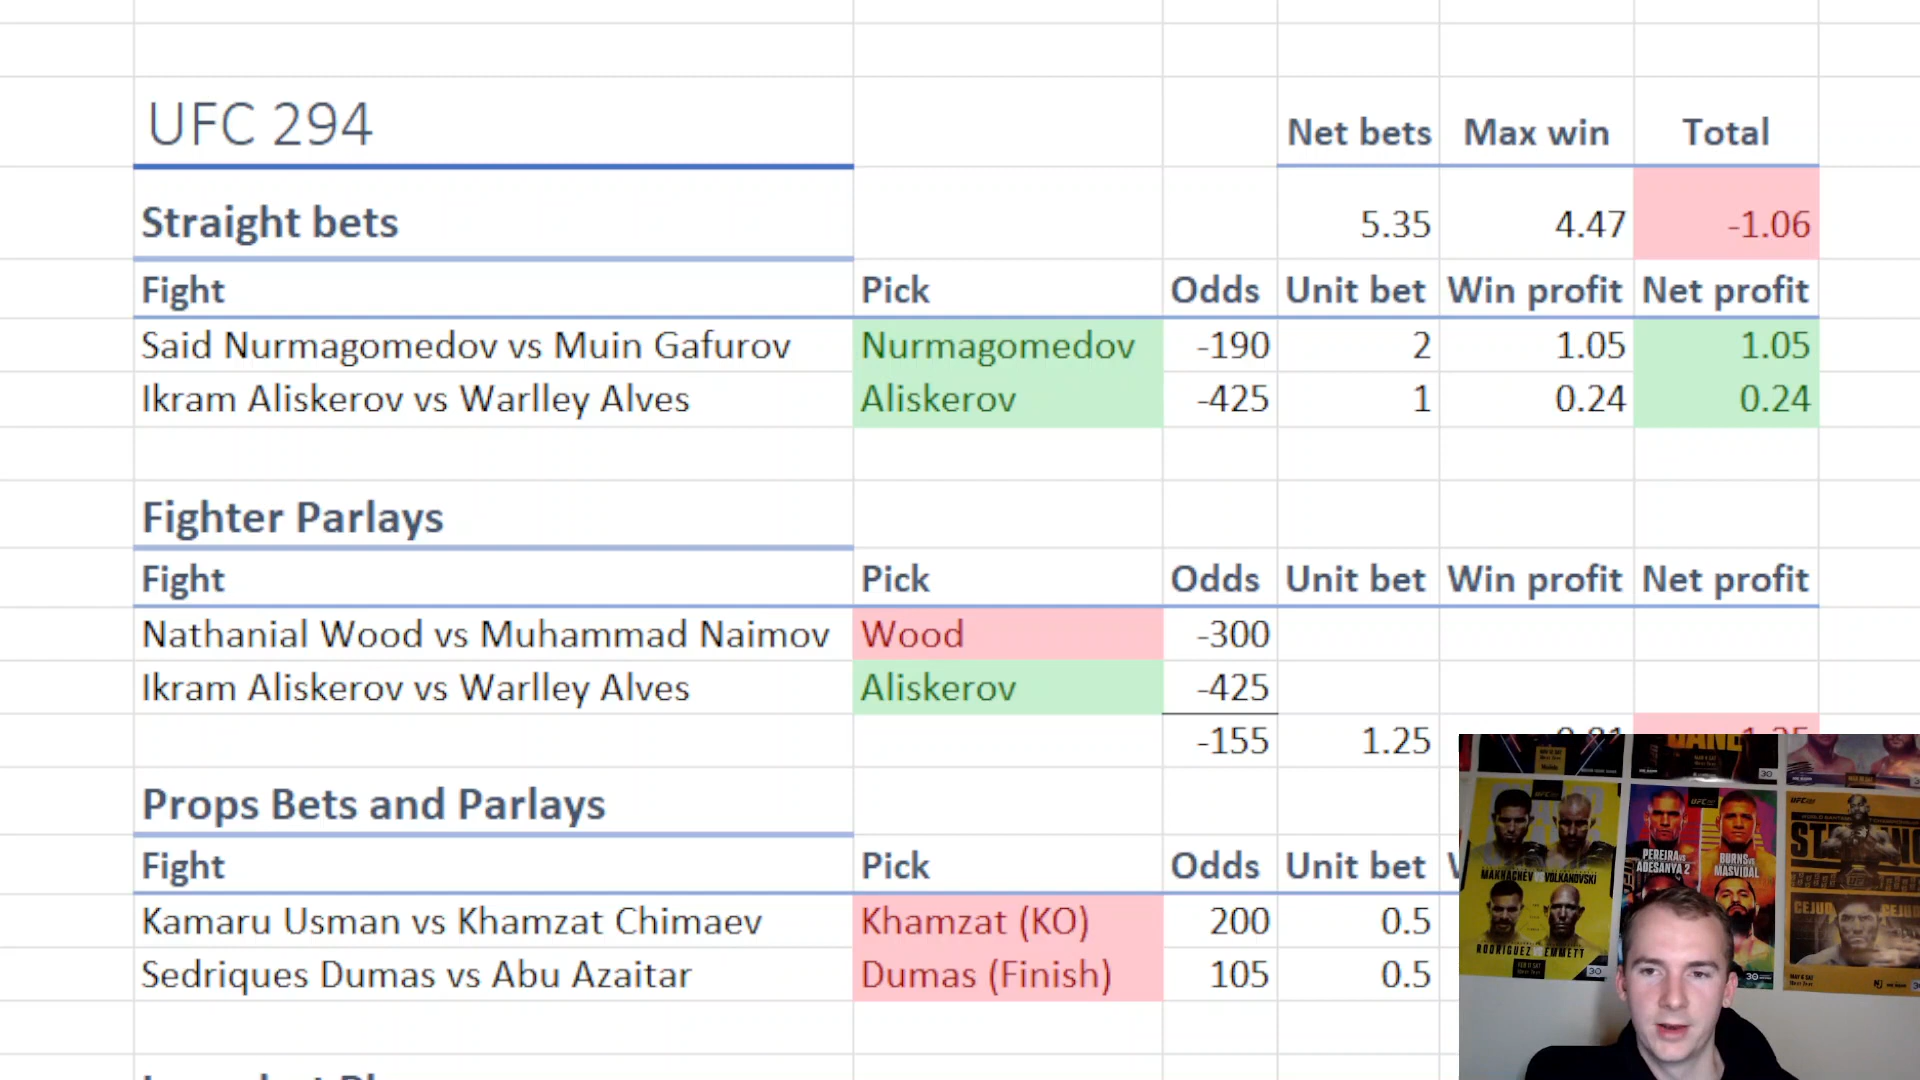 UFC 294 Net bets Max win Total
Straight bets 5.35 4.47 -1.06
Fight Pick Odds Unit bet Win profit Net profit
Said Nurmagomedov vs Muin Gafurov Nurmagomedov -190 2 1.05 1.05
Ikram Aliskerov vs Warlley Alves Aliskerov -425 1 0.24 0.24
Fighter Parlays
Fight Pick Odds Unit bet Win profit Net profit
Nathanial Wood vs Muhammad Naimov Wood -300
Ikram Aliskerov vs Warlley Alves Aliskerov -425
-155 1.25
Props Bets and Parlays
Fight Pick Odds Unit bet
Kamaru Usman vs Khamzat Chimaev Khamzat (KO) 200 0.5
Sedriques Dumas vs Abu Azaitar Dumas (Finish) 105 0.5
MAKHACHEV VS VOLKANOVSKI
RODRIGUEZ EMMETT
PEREIRA VS
ADESANYA 2
BURNS VS
MASVIDAL
CEJUDO